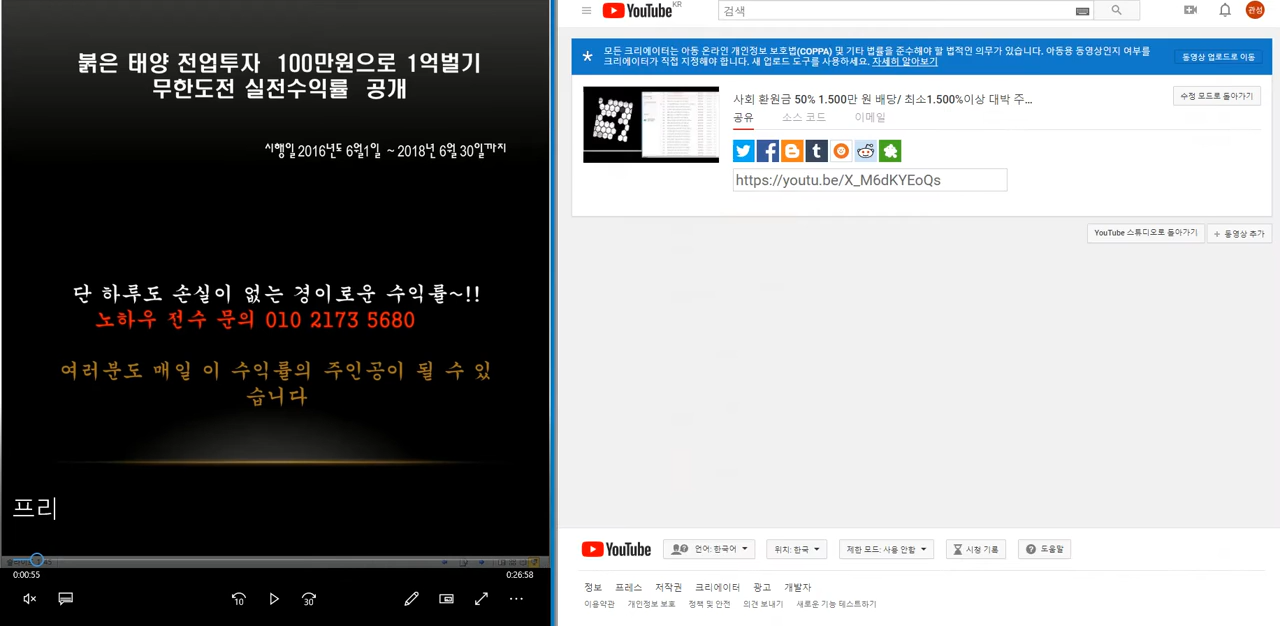 붉은 태양 전업투자 100만원으로 1억벌기
무한도전 실전수익률 공개
시행일 2016년도 6월1일 ~ 2018년 6월 30일까지
단 하루도 손실이 없는 경이로운 수익률~!!
노하우 전수 문의 010 2173 5680
여러분도 매일 이 수익률의 주인공이 될 수 있
습니다
프리
0:00:55
0:26:58
10
30
YouTube KR
검색
관섭
모든 크리에이터는 아동 온라인 개인정보 보호법(COPPA) 및 기타 법률을 준수해야 할 법적인 의무가 있습니다. 아동용 동영상인지 여부를
크리에이터가 직접 지정해야 합니다. 새 업로드 도구를 사용하세요. 자세히 알아보기
동영상 업로드로 이동
사회 환원금 50% 1.500만 원 배당/ 최소1.500%이상 대박 주...
수정 모드로 돌아가기
공유 소스 코드 이메일
https://youtu.be/X_M6dKYEoQs
YouTube 스튜디오로 돌아가기
+ 동영상 추가
YouTube
언어: 한국어
위치: 한국
제한 모드: 사용 안함
시청 기록
도움말
정보 프레스 저작권 크리에이터 광고 개발자
이용약관 개인정보 보호 정책 및 안전 의견 보내기 새로운 기능 테스트하기